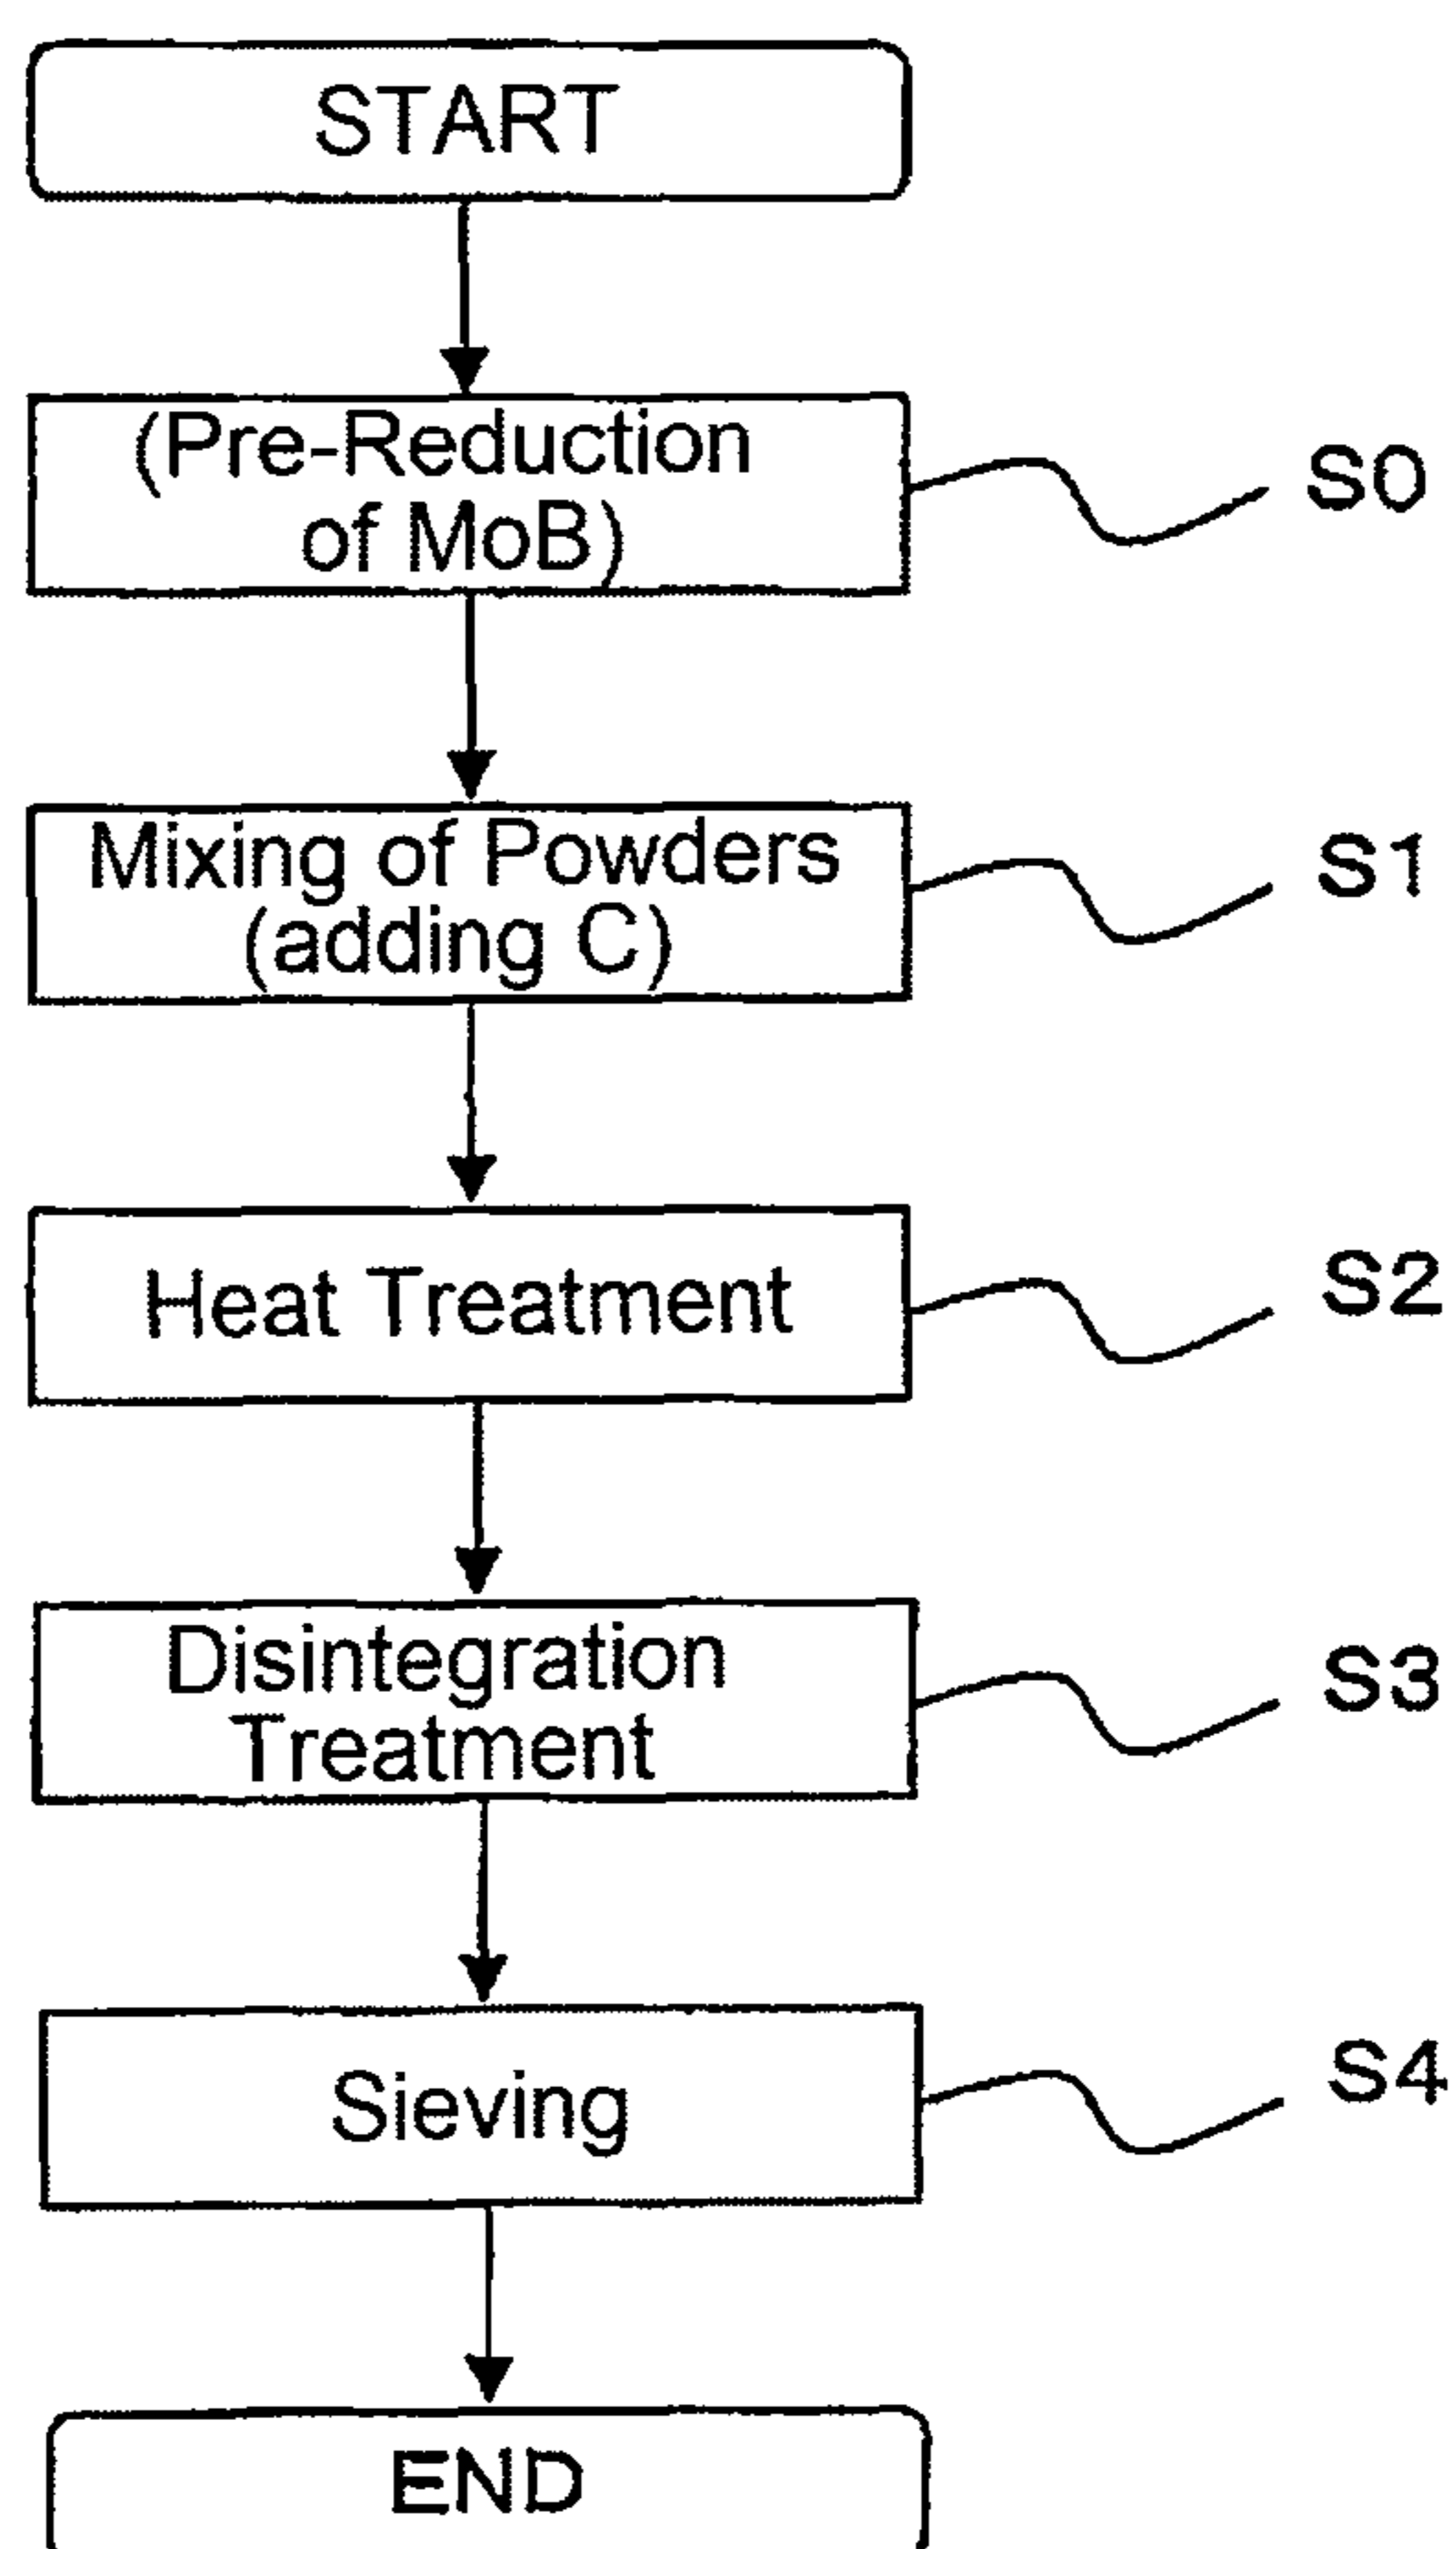 START
(Pre-Reduction
of MoB)
S0
Mixing of Powders
(adding C)
S1
Heat Treatment
S2
Disintegration
Treatment
S3
Sieving
S4
END